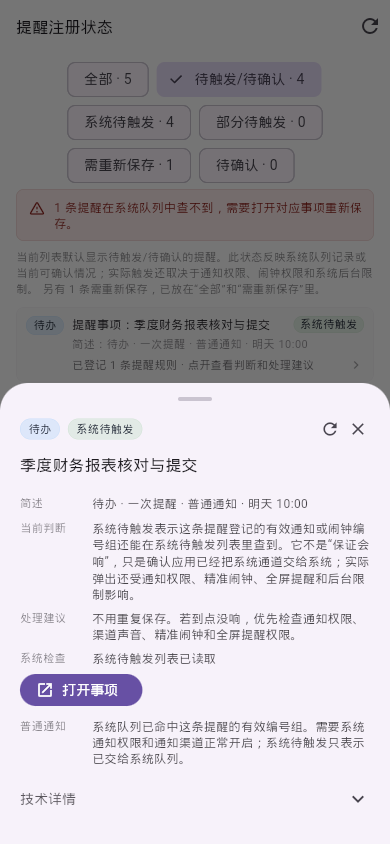 提醒注册状态
全部 · 5
待触发/待确认 · 4
系统待触发 · 4
部分待触发 · 0
需重新保存 · 1
待确认 · 0
1 条提醒在系统队列中查不到，需要打开对应事项重新保
存。
当前列表默认显示待触发/待确认的提醒。此状态反映系统队列记录或
当前可确认情况；实际触发还取决于通知权限、闹钟权限和系统后台限
制。 另有 1 条需重新保存，已放在“全部”和“需重新保存”里。
待办
提醒事项：季度财务报表核对与提交
系统待触发
简述：待办 · 一次提醒 · 普通通知 · 明天 10:00
已登记 1 条提醒规则 · 点开查看判断和处理建议
待办
系统待触发
季度财务报表核对与提交
简述
待办 · 一次提醒 · 普通通知 · 明天 10:00
当前判断
系统待触发表示这条提醒登记的有效通知或闹钟编
号组还能在系统待触发列表里查到。它不是“保证会
响”，只是确认应用已经把系统通道交给系统；实际
弹出还受通知权限、精准闹钟、全屏提醒和后台限
制影响。
处理建议
不用重复保存。若到点没响，优先检查通知权限、
渠道声音、精准闹钟和全屏提醒权限。
系统检查
系统待触发列表已读取
打开事项
普通通知
系统队列已命中这条提醒的有效编号组。需要系统
通知权限和通知渠道正常开启；系统待触发只表示
已交给系统队列。
技术详情